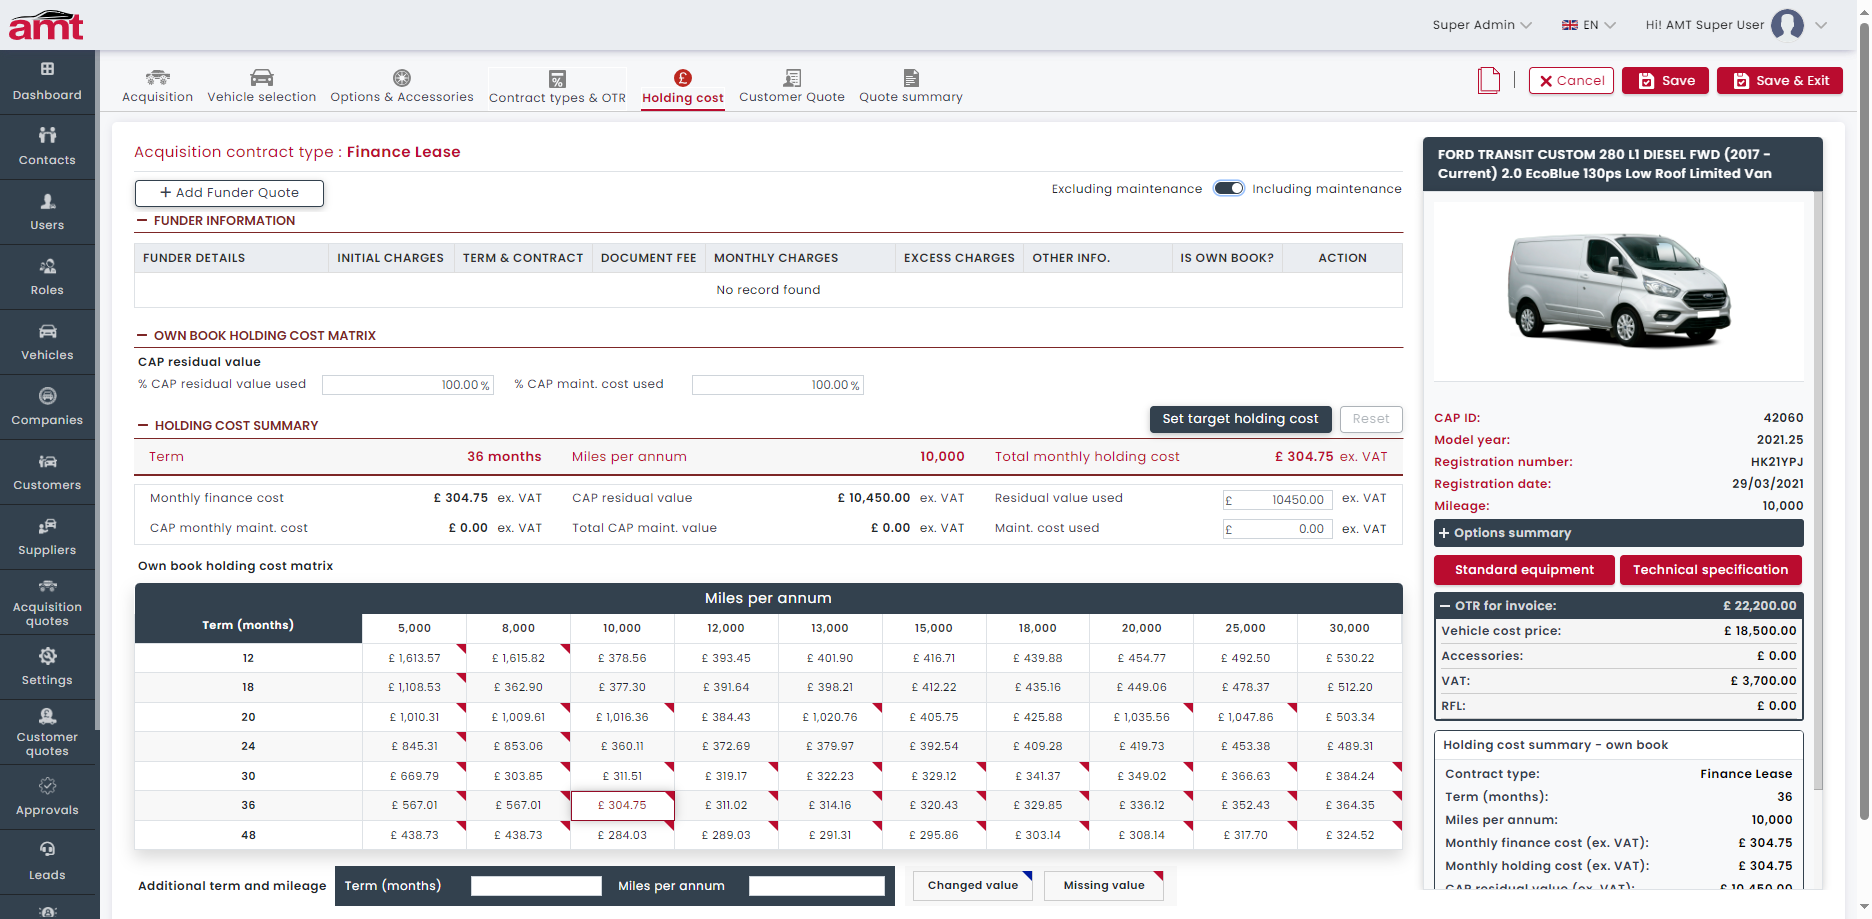 amt
Super Admin
EN
Hi! AMT Super User
Dashboard
Contacts
Users
Roles
Vehicles
Companies
Customers
Suppliers
Acquisition
quotes
Settings
Customer
quotes
Approvals
Leads
Acquisition
Vehicle selection
Options & Accessories
Contract types & OTR
Holding cost
Customer Quote
Quote summary
Cancel
Save
Save & Exit
Acquisition contract type : Finance Lease
+ Add Funder Quote
Excluding maintenance
Including maintenance
FUNDER INFORMATION
FUNDER DETAILS INITIAL CHARGES TERM & CONTRACT DOCUMENT FEE MONTHLY CHARGES EXCESS CHARGES OTHER INFO. IS OWN BOOK? ACTION
No record found
OWN BOOK HOLDING COST MATRIX
CAP residual value
% CAP residual value used 100.00 % % CAP maint. cost used 100.00 %
HOLDING COST SUMMARY
Set target holding cost
Reset
Term 36 months Miles per annum 10,000 Total monthly holding cost £ 304.75 ex. VAT
Monthly finance cost £ 304.75 ex. VAT CAP residual value £ 10,450.00 ex. VAT Residual value used £ 10450.00 ex. VAT
CAP monthly maint. cost £ 0.00 ex. VAT Total CAP maint. value £ 0.00 ex. VAT Maint. cost used £ 0.00 ex. VAT
Own book holding cost matrix
Miles per annum
Term (months)
5,000 8,000 10,000 12,000 13,000 15,000 18,000 20,000 25,000 30,000
12 £ 1,613.57 £ 1,615.82 £ 378.56 £ 393.45 £ 401.90 £ 416.71 £ 439.88 £ 454.77 £ 492.50 £ 530.22
18 £ 1,108.53 £ 362.90 £ 377.30 £ 391.64 £ 398.21 £ 412.22 £ 435.16 £ 449.06 £ 478.37 £ 512.20
20 £ 1,010.31 £ 1,009.61 £ 1,016.36 £ 384.43 £ 1,020.76 £ 405.75 £ 425.88 £ 1,035.56 £ 1,047.86 £ 503.34
24 £ 845.31 £ 853.06 £ 360.11 £ 372.69 £ 379.97 £ 392.54 £ 409.28 £ 419.73 £ 453.38 £ 489.31
30 £ 669.79 £ 303.85 £ 311.51 £ 319.17 £ 322.23 £ 329.12 £ 341.37 £ 349.02 £ 366.63 £ 384.24
36 £ 567.01 £ 567.01 £ 304.75 £ 311.02 £ 314.16 £ 320.43 £ 329.85 £ 336.12 £ 352.43 £ 364.35
48 £ 438.73 £ 438.73 £ 284.03 £ 289.03 £ 291.31 £ 295.86 £ 303.14 £ 308.14 £ 317.70 £ 324.52
Additional term and mileage Term (months) Miles per annum
Changed value
Missing value
FORD TRANSIT CUSTOM 280 L1 DIESEL FWD (2017 -
Current) 2.0 EcoBlue 130ps Low Roof Limited Van
CAP ID: 42060
Model year: 2021.25
Registration number: HK21YPJ
Registration date: 29/03/2021
Mileage: 10,000
+ Options summary
Standard equipment
Technical specification
OTR for invoice: £ 22,200.00
Vehicle cost price: £ 18,500.00
Accessories: £ 0.00
VAT: £ 3,700.00
RFL: £ 0.00
Holding cost summary - own book
Contract type: Finance Lease
Term (months): 36
Miles per annum: 10,000
Monthly finance cost (ex. VAT): £ 304.75
Monthly holding cost (ex. VAT): £ 304.75
CAP residual value (ex. VAT): £ 10,450.00